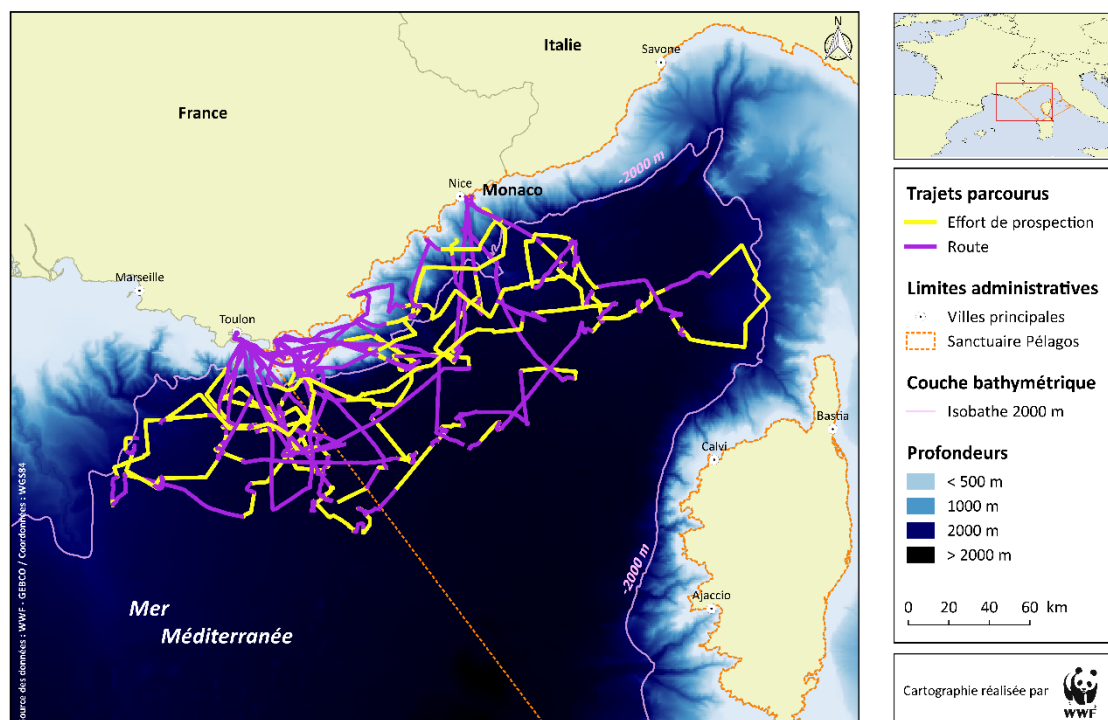 Italie
Savone
N
France
Nice
Monaco
-2000 m
Marseille
Toulon
Bastia
Calvi
-2000 m
Ajaccio
Mer
Méditerranée
ource des données : WWF - GEBCO / Coordonnées : WGS84
Trajets parcourus
Effort de prospection
Route
Limites administratives
Villes principales
Sanctuaire Pélagos
Couche bathymétrique
Isobathe 2000 m
Profondeurs
< 500 m
1000 m
2000 m
> 2000 m
0 20 40 60 km
Cartographie réalisée par
WWF